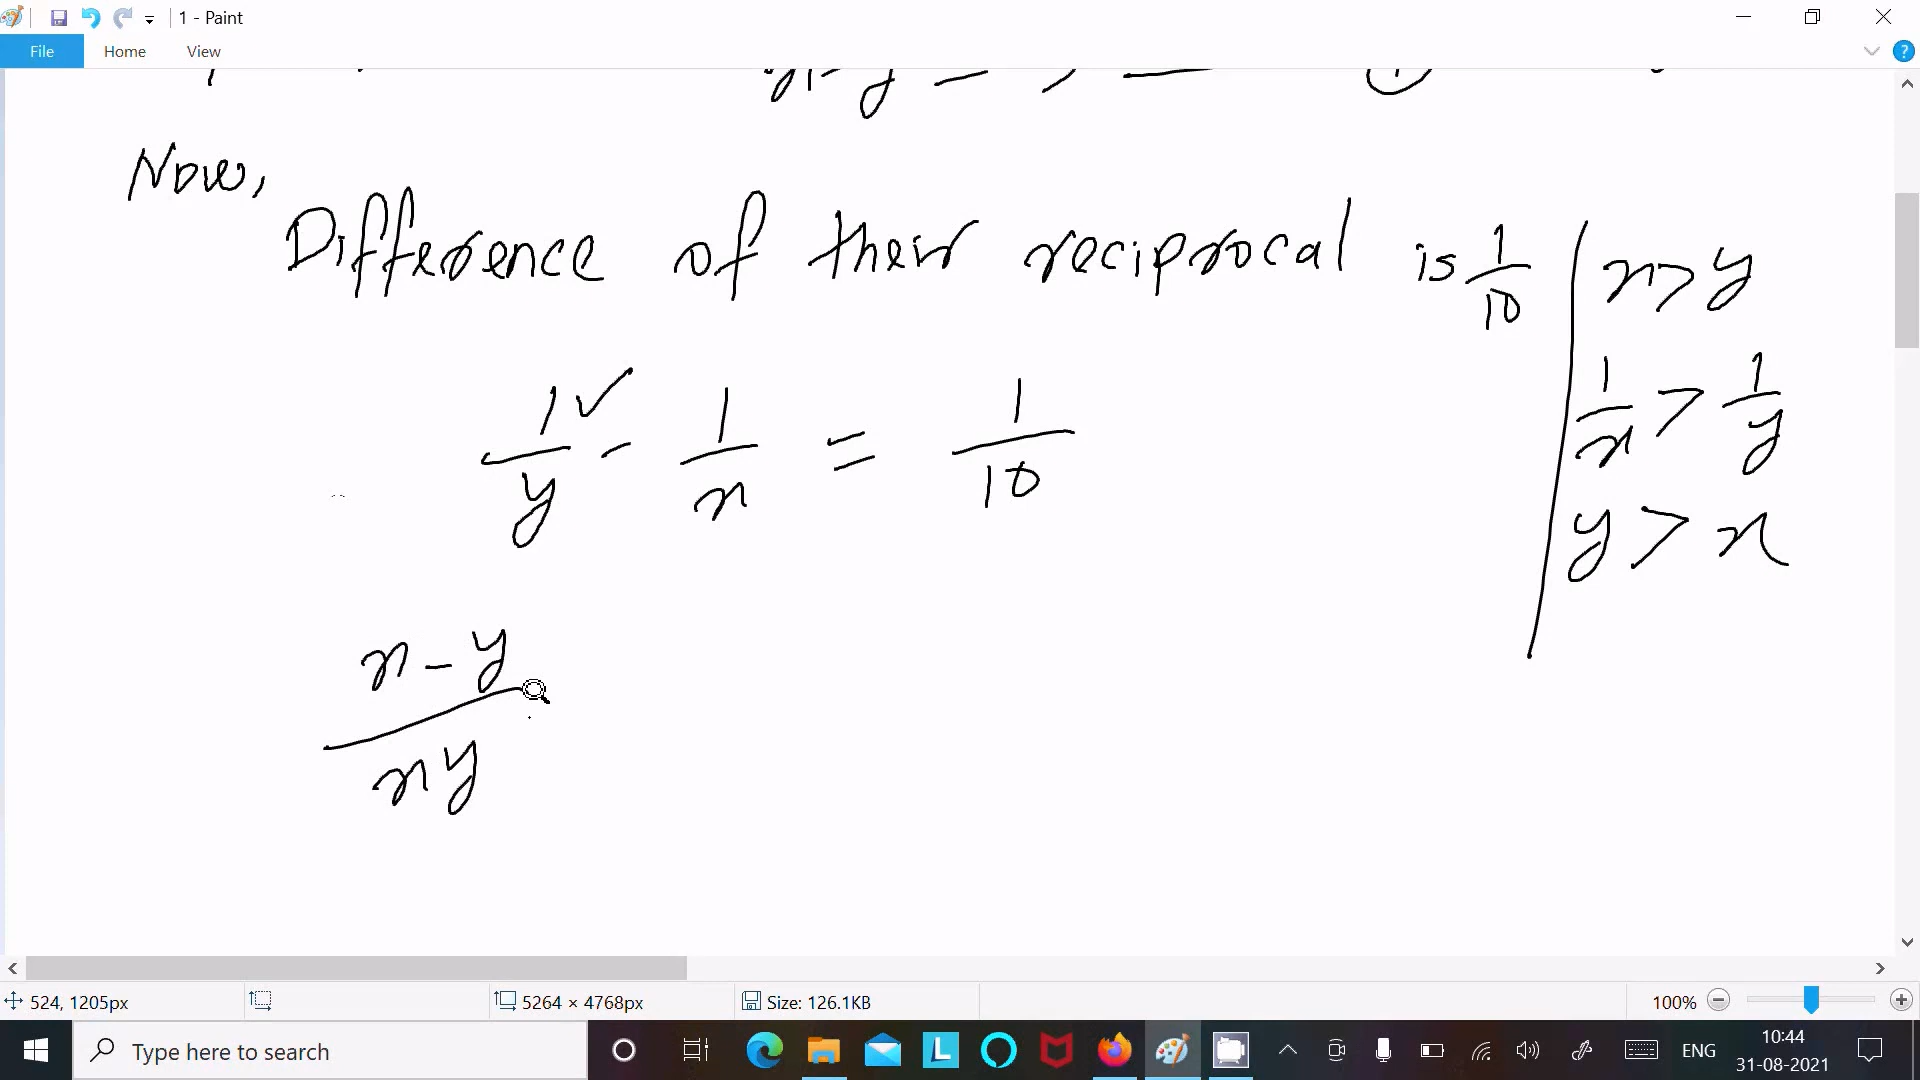 1 - Paint
File Home View
Now,
Difference of their reciprocal is 1/10
x > y
1/y ✓ - 1/x = 1/10
1/x > 1/y
y > x
x - y / xy
524, 1205px 5264 × 4768px Size: 126.1KB 100%
Type here to search
ENG 10:44
31-08-2021